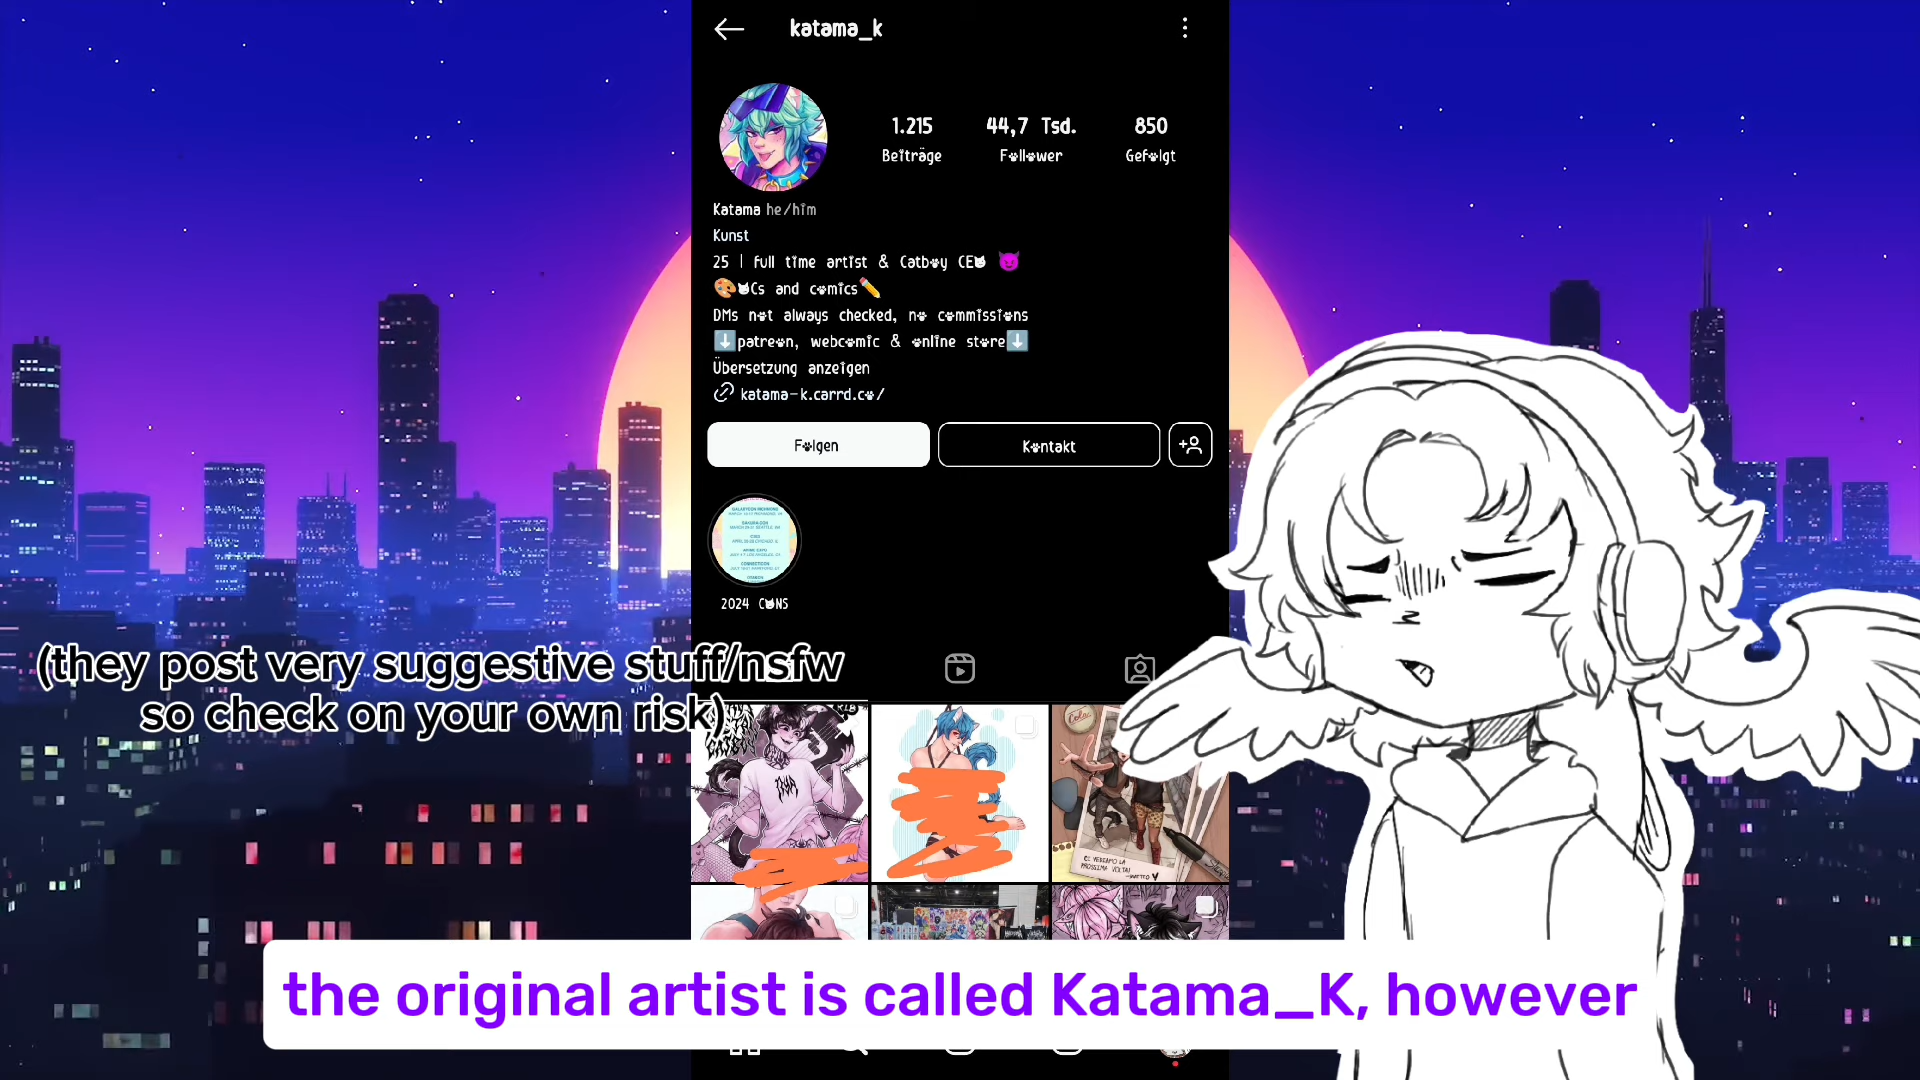 katama_k
1.215
44,7 Tsd.
850
Beiträge
Follower
Gefolgt
Katama he/him
Kunst
25 | full time artist & Catboy CEO 😈
🎨OCs and comics✏️
DMs not always checked, no commissions
⬇️patreon, webcomic & online store⬇️
Übersetzung anzeigen
katama-k.carrd.co/
Folgen
Kontakt
2024 CONS
(they post very suggestive stuff/nsfw
so check on your own risk)
the original artist is called Katama_K, however